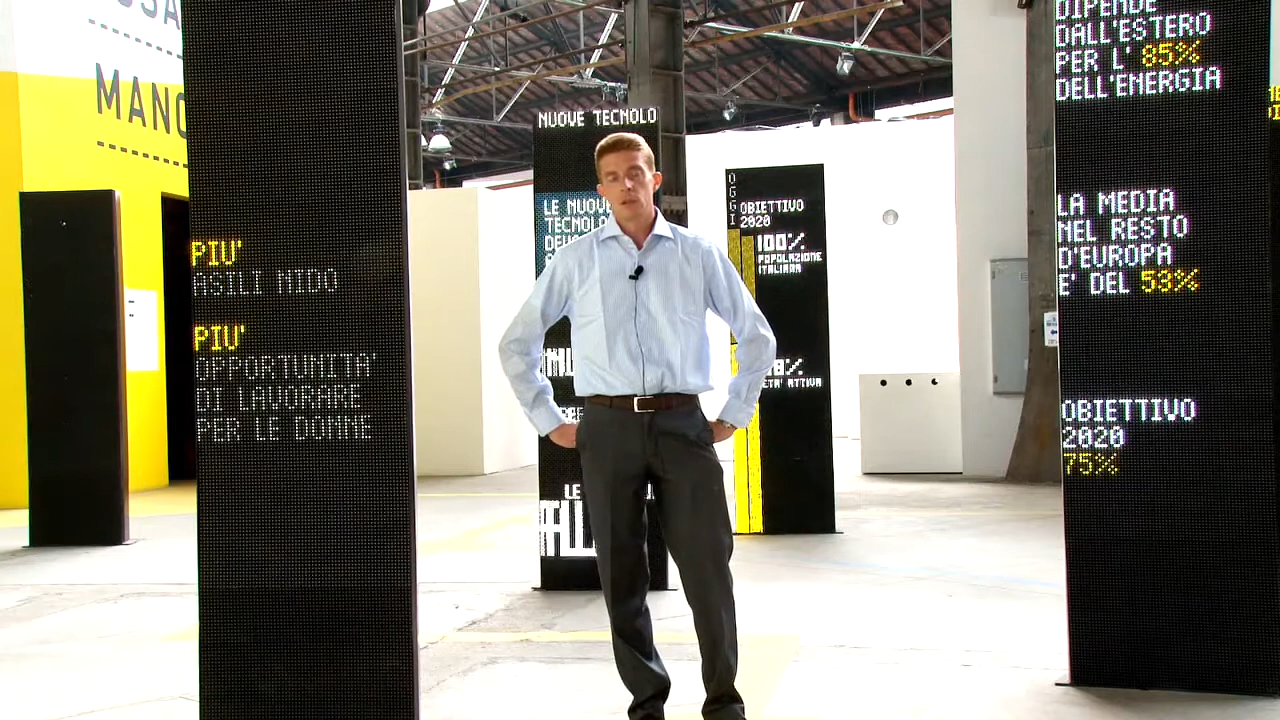 MANC
PIU'
ASILI NIDO
PIU'
OPPORTUNITA'
DI LAVORARE
PER LE DONNE
NUOVE TECNOLO
LE NUOVE
OGGI
OBIETTIVO
2020
100%
POPOLAZIONE
ITALIANA
ETA' ATTIVA
DIPENDE
DALL'ESTERO
PER L' 85%
DELL'ENERGIA
LA MEDIA
NEL RESTO
D'EUROPA
E' DEL 53%
OBIETTIVO
2020
75%